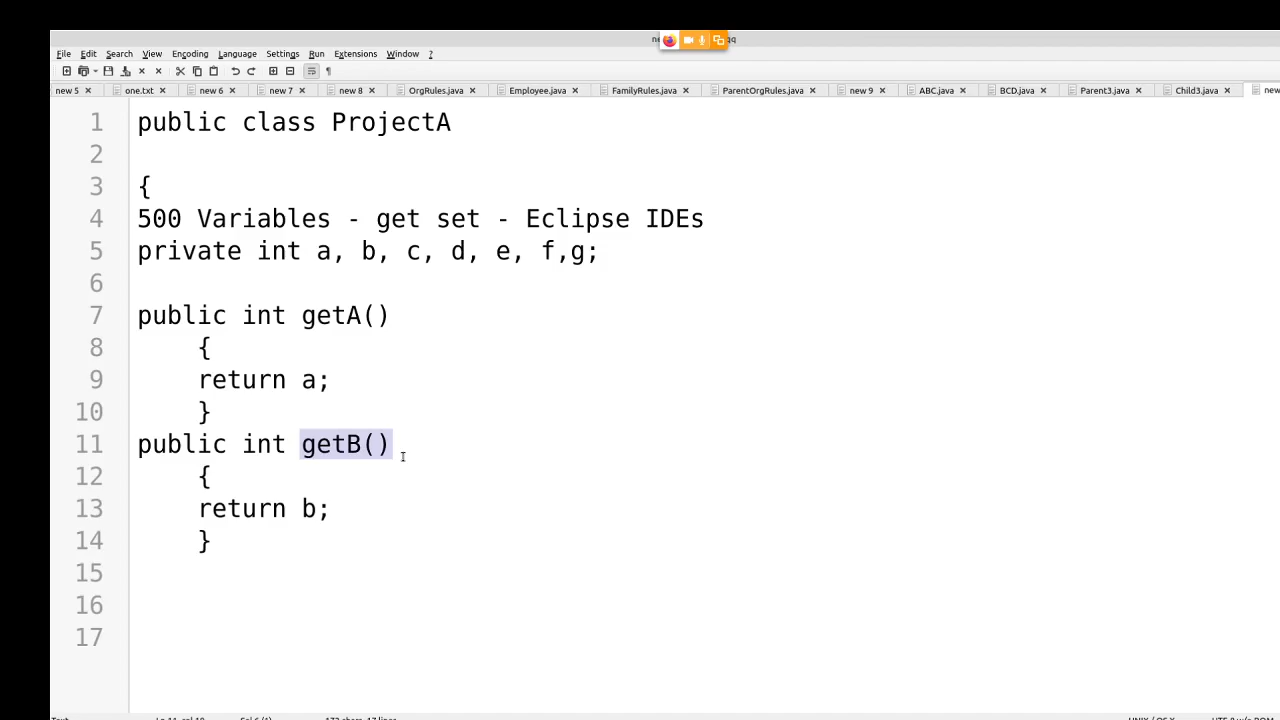 File Edit Search View Encoding Language Settings Run Extensions Window ?
new 5 one.txt new 6 new 7 new 8 OrgRules.java Employee.java FamilyRules.java ParentOrgRules.java new 9 ABC.java BCD.java Parent3.java Child3.java new
1 public class ProjectA
2
3 {
4 500 Variables - get set - Eclipse IDEs
5 private int a, b, c, d, e, f,g;
6
7 public int getA()
8 {
9 return a;
10 }
11 public int getB()
12 {
13 return b;
14 }
15
16
17